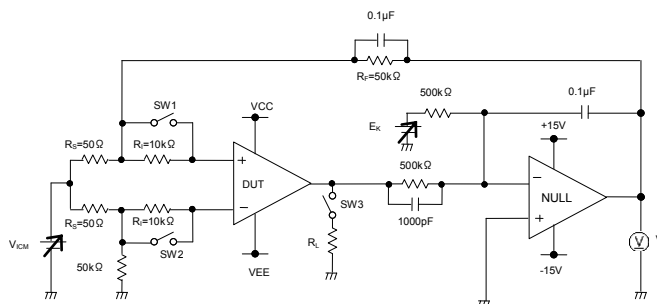 0.1μF
RF=50kΩ
500kΩ
0.1μF
SW1
VCC
EK
+15V
RS=50Ω
RI=10kΩ
+
DUT
500kΩ
−
NULL
RS=50Ω
RI=10kΩ
−
SW3
1000pF
+
VICM
SW2
RL
V
V
50kΩ
VEE
-15V